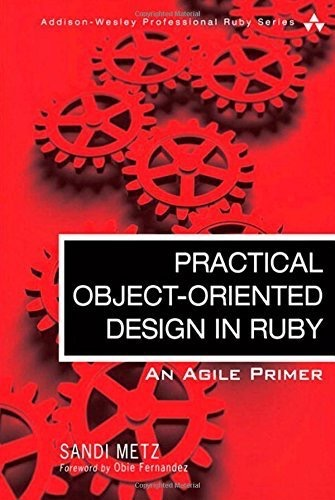 Addison-Wesley Professional Ruby Series
PRACTICAL
OBJECT-ORIENTED
DESIGN IN RUBY
AN AGILE PRIMER
SANDI METZ
Foreword by Obie Fernandez